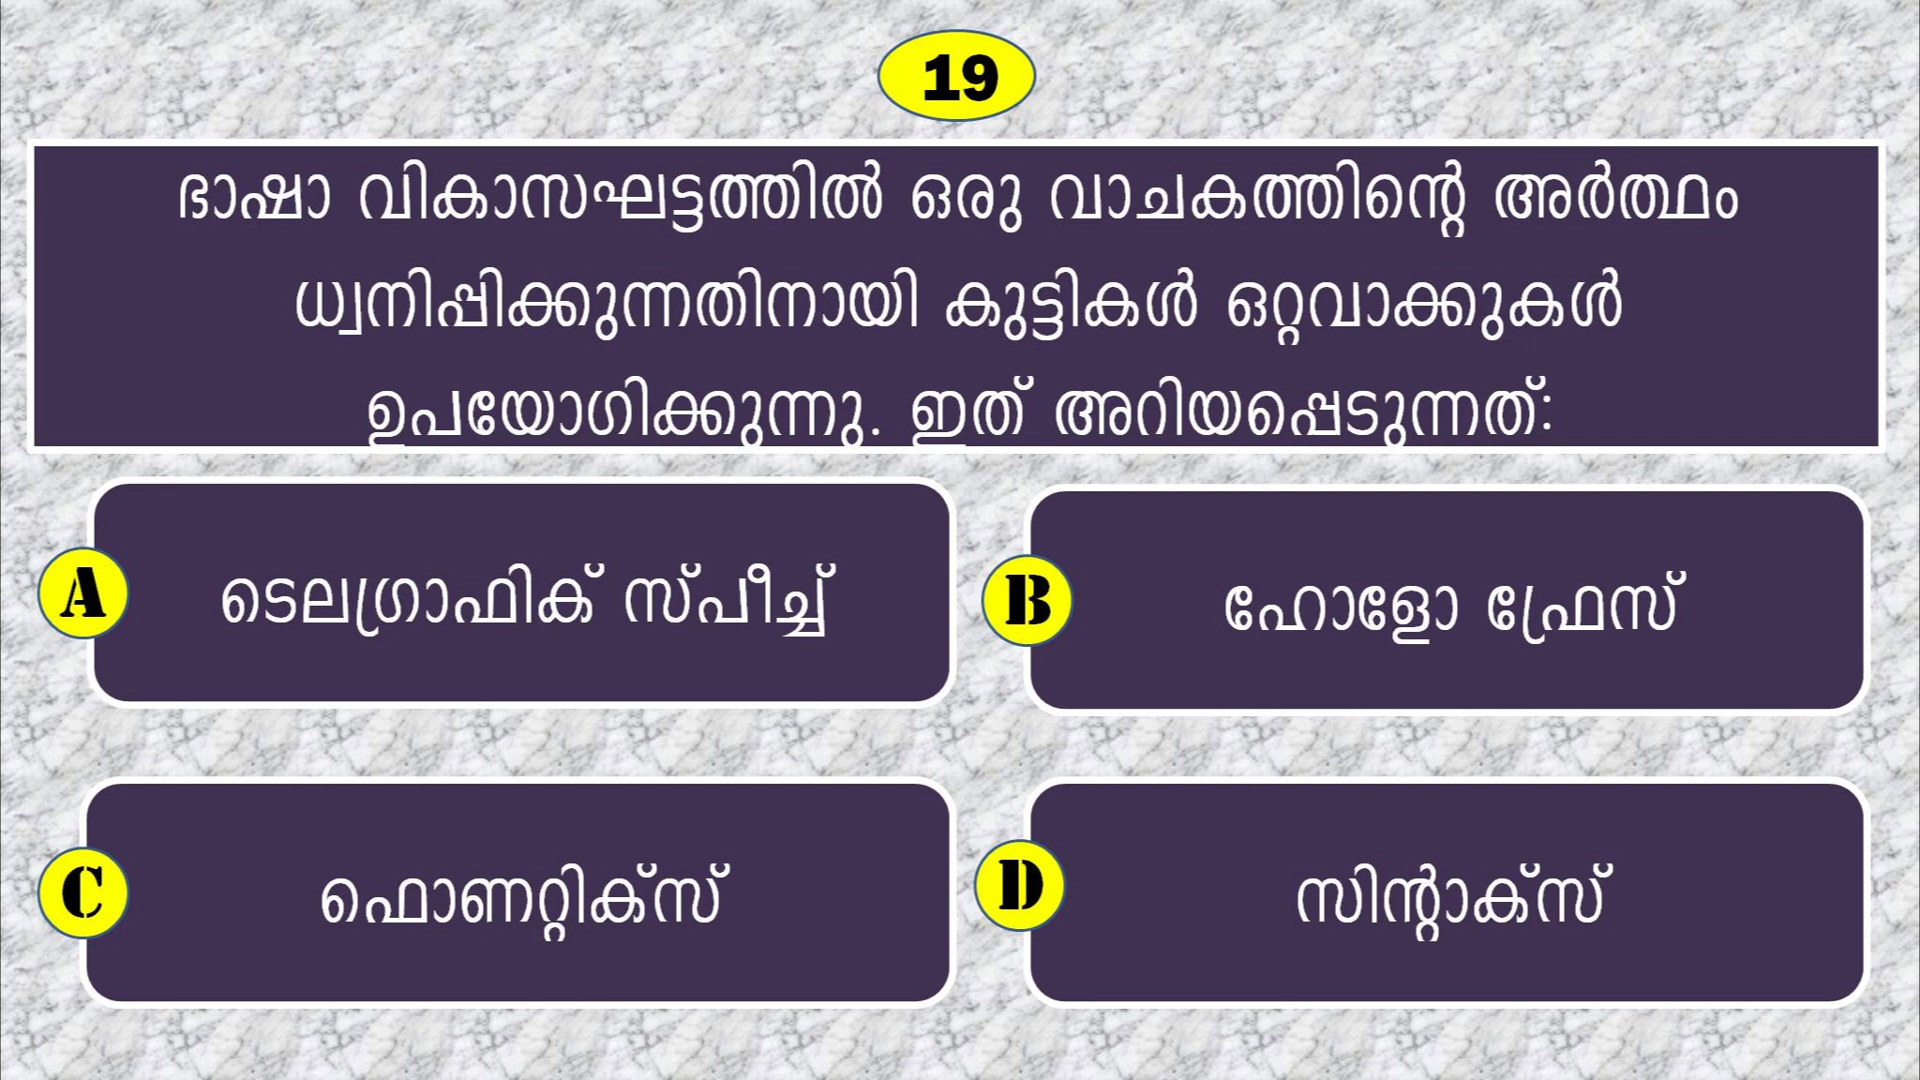 19
ഭാഷാ വികാസഘട്ടത്തിൽ ഒരു വാചകത്തിന്റെ അർത്ഥം
ധ്വനിപ്പിക്കുന്നതിനായി കുട്ടികൾ ഒറ്റവാക്കുകൾ
ഉപയോഗിക്കുന്നു. ഇത് അറിയപ്പെടുന്നത്:
A ടെലഗ്രാഫിക് സ്പീച്ച്
B ഹോളോ ഫ്രേസ്
C ഫൊണറ്റിക്സ്
D സിന്റാക്സ്